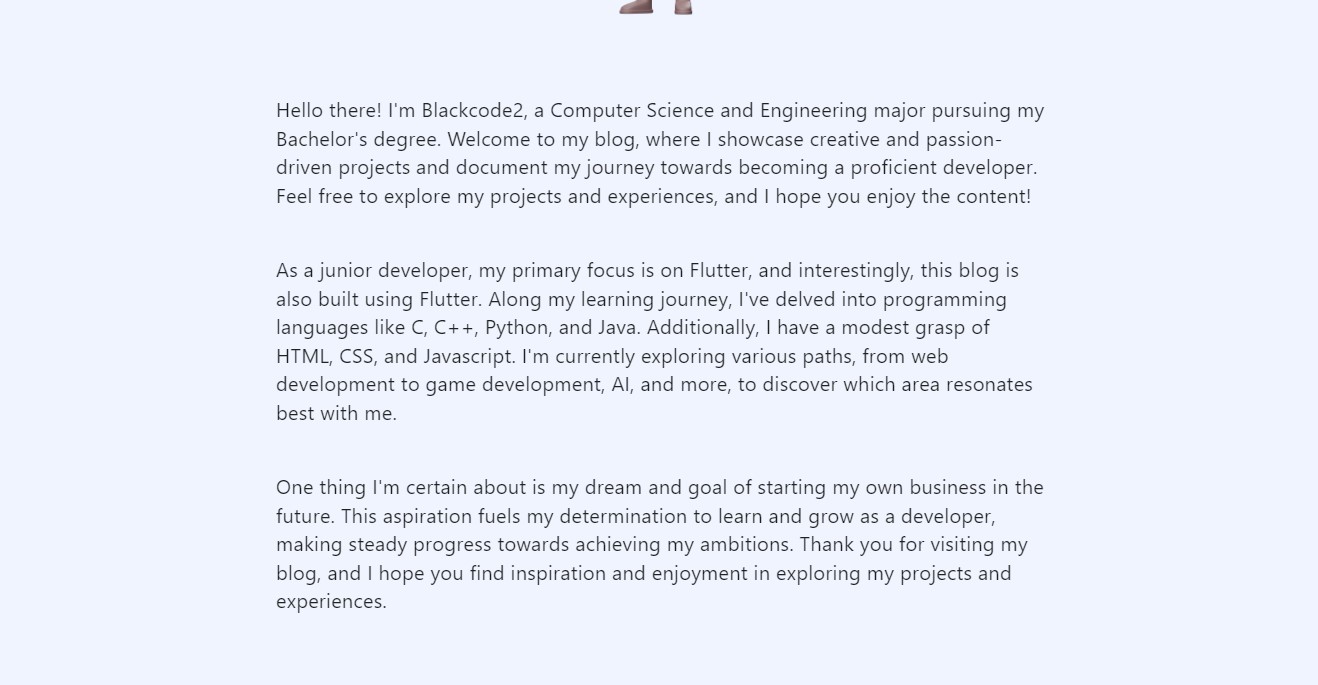 Hello there! I'm Blackcode2, a Computer Science and Engineering major pursuing my
Bachelor's degree. Welcome to my blog, where I showcase creative and passion-
driven projects and document my journey towards becoming a proficient developer.
Feel free to explore my projects and experiences, and I hope you enjoy the content!
As a junior developer, my primary focus is on Flutter, and interestingly, this blog is
also built using Flutter. Along my learning journey, I've delved into programming
languages like C, C++, Python, and Java. Additionally, I have a modest grasp of
HTML, CSS, and Javascript. I'm currently exploring various paths, from web
development to game development, AI, and more, to discover which area resonates
best with me.
One thing I'm certain about is my dream and goal of starting my own business in the
future. This aspiration fuels my determination to learn and grow as a developer,
making steady progress towards achieving my ambitions. Thank you for visiting my
blog, and I hope you find inspiration and enjoyment in exploring my projects and
experiences.